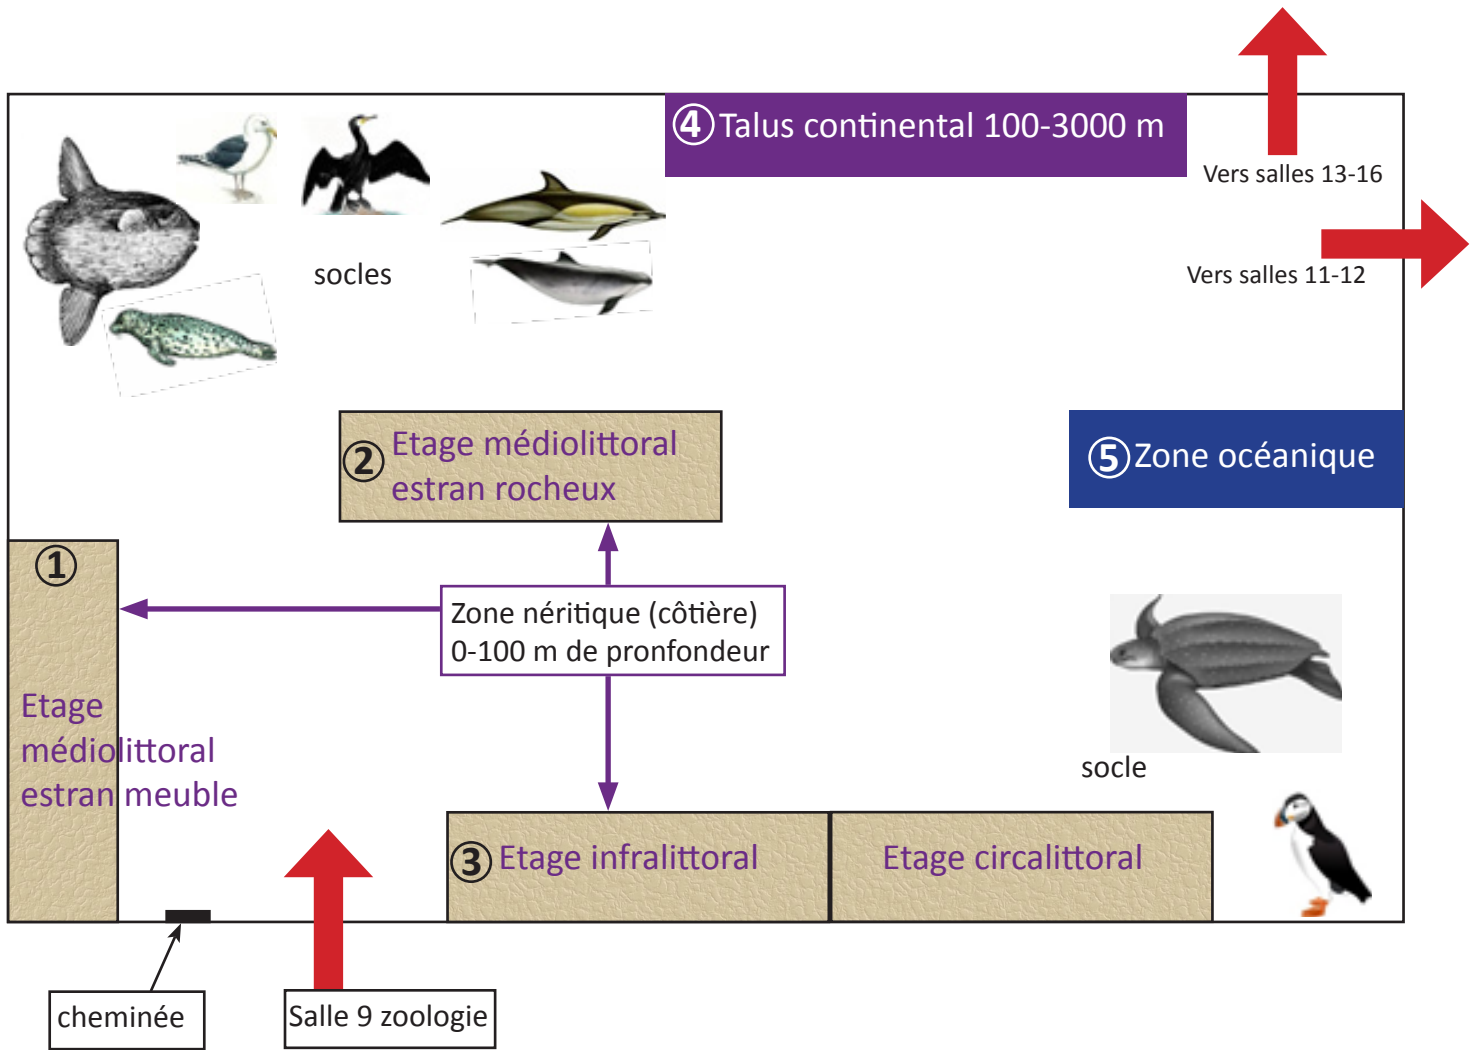 ④ Talus continental 100-3000 m
Vers salles 13-16
socles
Vers salles 11-12
② Etage médiolittoral
estran rocheux
⑤ Zone océanique
①
Etage
médiolittoral
estran meuble
Zone néritique (côtière)
0-100 m de pronfondeur
socle
③ Etage infralittoral
Etage circalittoral
cheminée
Salle 9 zoologie